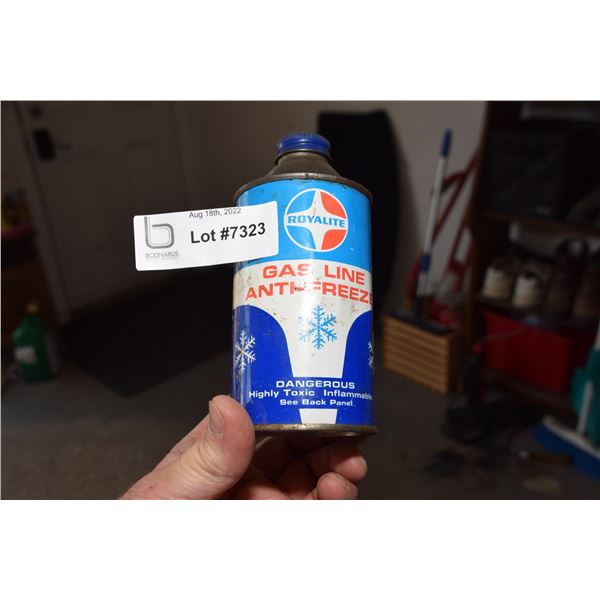 Aug 18th, 2022
Lot #7323
BODNARUS
ROYALITE
GAS LINE
ANTI-FREEZE
DANGEROUS
Highly Toxic Inflammable
See Back Panel.